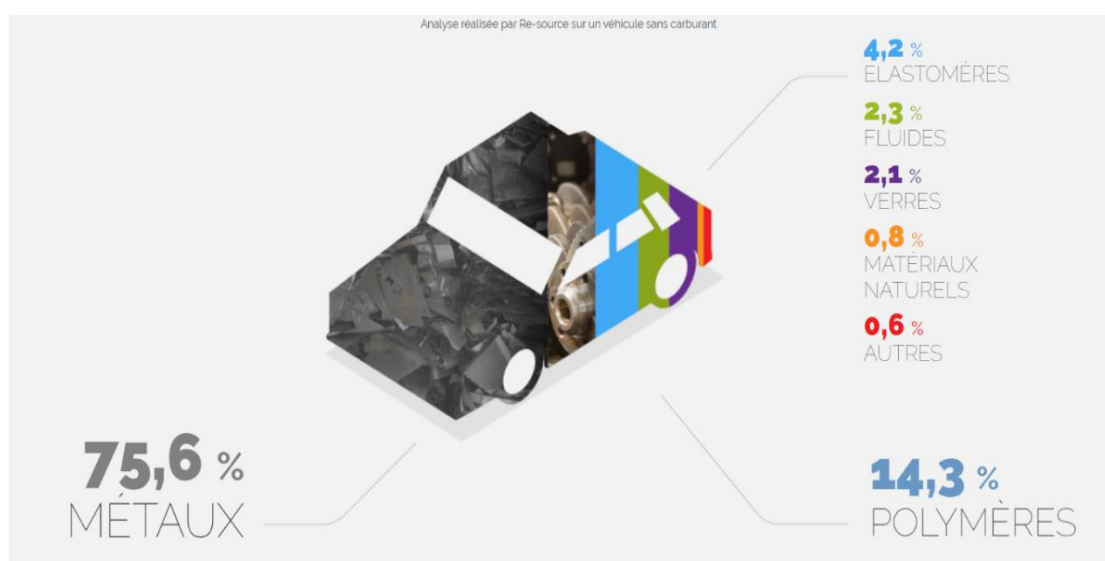 Analyse réalisée par Re-source sur un véhicule sans carburant
4,2 %
ELASTOMÈRES
2,3 %
FLUIDES
2,1 %
VERRES
0,8 %
MATÉRIAUX
NATURELS
0,6 %
AUTRES
75,6 %
MÉTAUX
14,3 %
POLYMÈRES